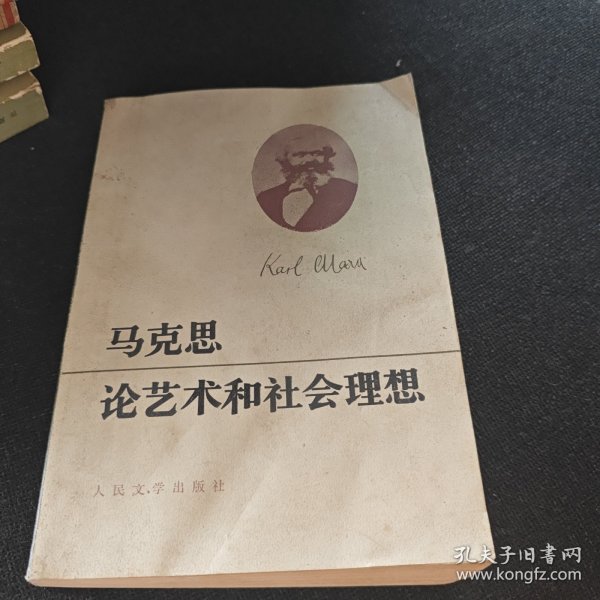 Karl Marx
马克思
论艺术和社会理想
人民文学出版社
孔夫子旧書网
www.kongfz.com